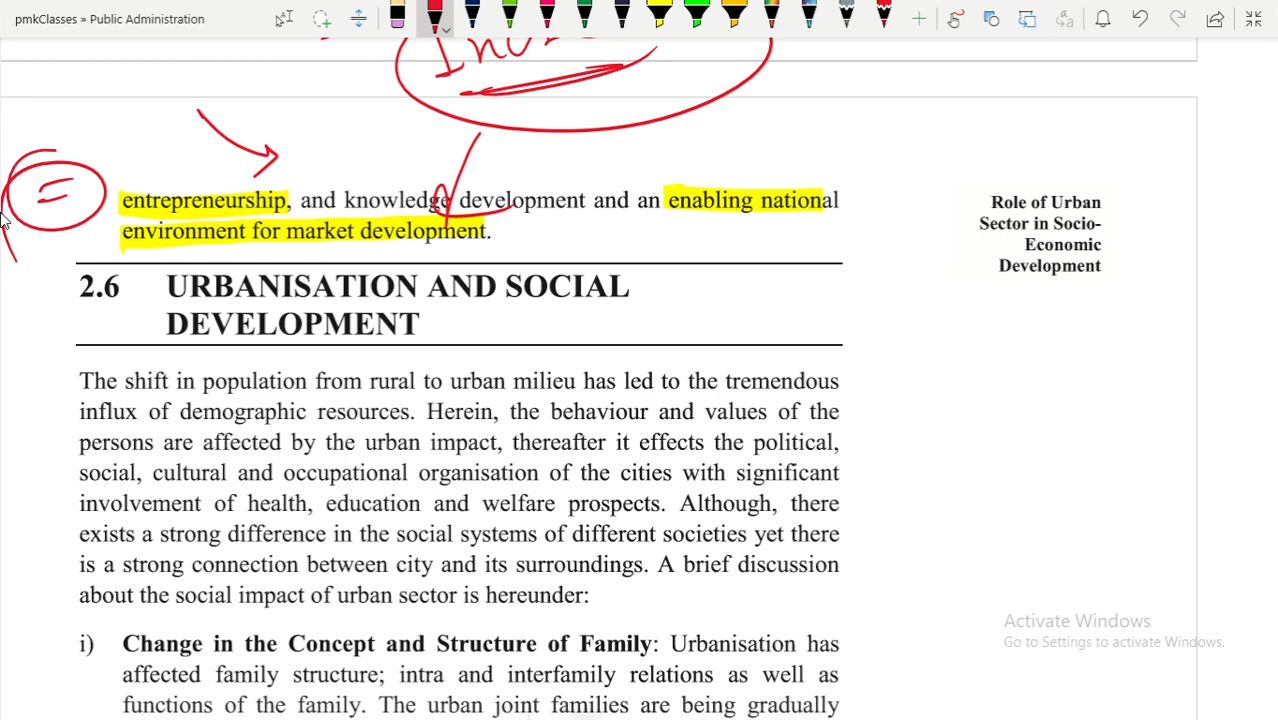 pmkClasses » Public Administration
entrepreneurship, and knowledge development and an enabling national
environment for market development.
Role of Urban
Sector in Socio-
Economic
Development
2.6 URBANISATION AND SOCIAL
DEVELOPMENT
The shift in population from rural to urban milieu has led to the tremendous
influx of demographic resources. Herein, the behaviour and values of the
persons are affected by the urban impact, thereafter it effects the political,
social, cultural and occupational organisation of the cities with significant
involvement of health, education and welfare prospects. Although, there
exists a strong difference in the social systems of different societies yet there
is a strong connection between city and its surroundings. A brief discussion
about the social impact of urban sector is hereunder:
i) Change in the Concept and Structure of Family: Urbanisation has
affected family structure; intra and interfamily relations as well as
functions of the family. The urban joint families are being gradually
Activate Windows
Go to Settings to activate Windows.